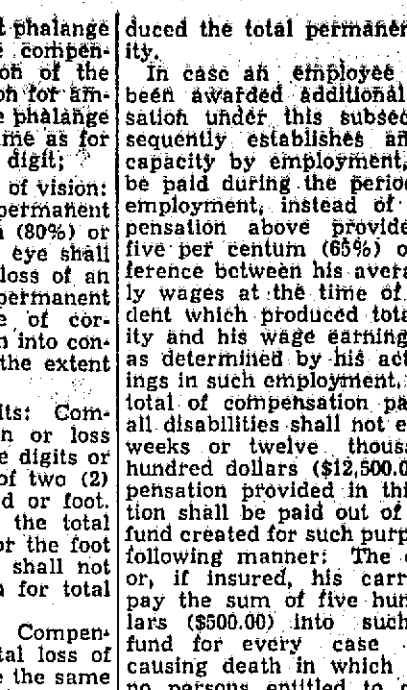 t phalange
e compen-
on of the
on for am-
e phalange
me as for
digit;
of vision:
permanent
(80%) or
eye shall
loss of an
permanent
e of cor-
n into con-
the extent
its: Com-
n or loss
e digits or
of two (2)
d or foot.
the total
or the foot
shall not
for total
Compen-
tal loss of
e the same
duced the total permaner
ity.
In case an employee
been awarded additional
sation under this subsec
sequently establishes an
capacity by employment,
be paid during the perio
employment, instead of
pensation above provide
five per centum (65%) o
ference between his avera
ly wages at the time of
dent which produced tota
ity and his wage earning
as determined by his act
ings in such employment.
total of compensation pa
all disabilities shall not e
weeks or twelve thous
hundred dollars ($12,500.0
pensation provided in thi
tion shall be paid out of
fund created for such purp
following manner: The e
or, if insured, his carr
pay the sum of five hun
lars ($500.00) into such
fund for every case
causing death in which
no persons entitled to c